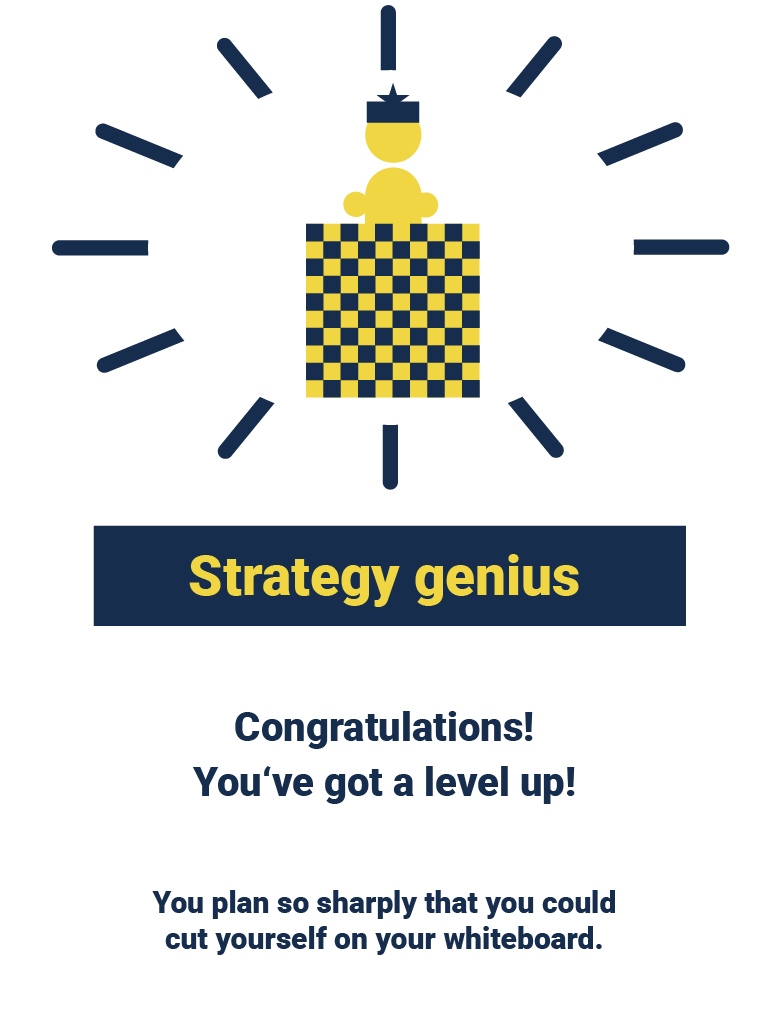 Strategy genius
Congratulations!
You‘ve got a level up!
You plan so sharply that you could
cut yourself on your whiteboard.